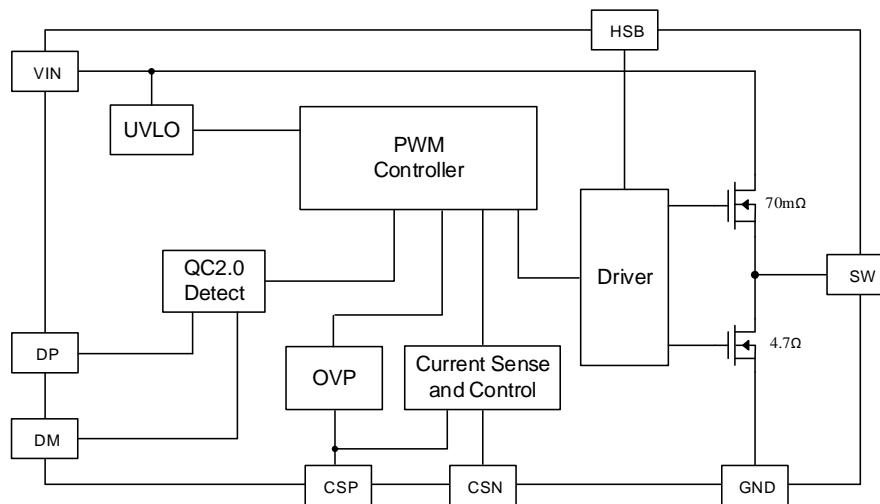 HSB
VIN
UVLO
PWM
Controller
70mΩ
QC2.0
Detect
Driver
SW
DP
OVP
Current Sense
and Control
4.7Ω
DM
CSP
CSN
GND